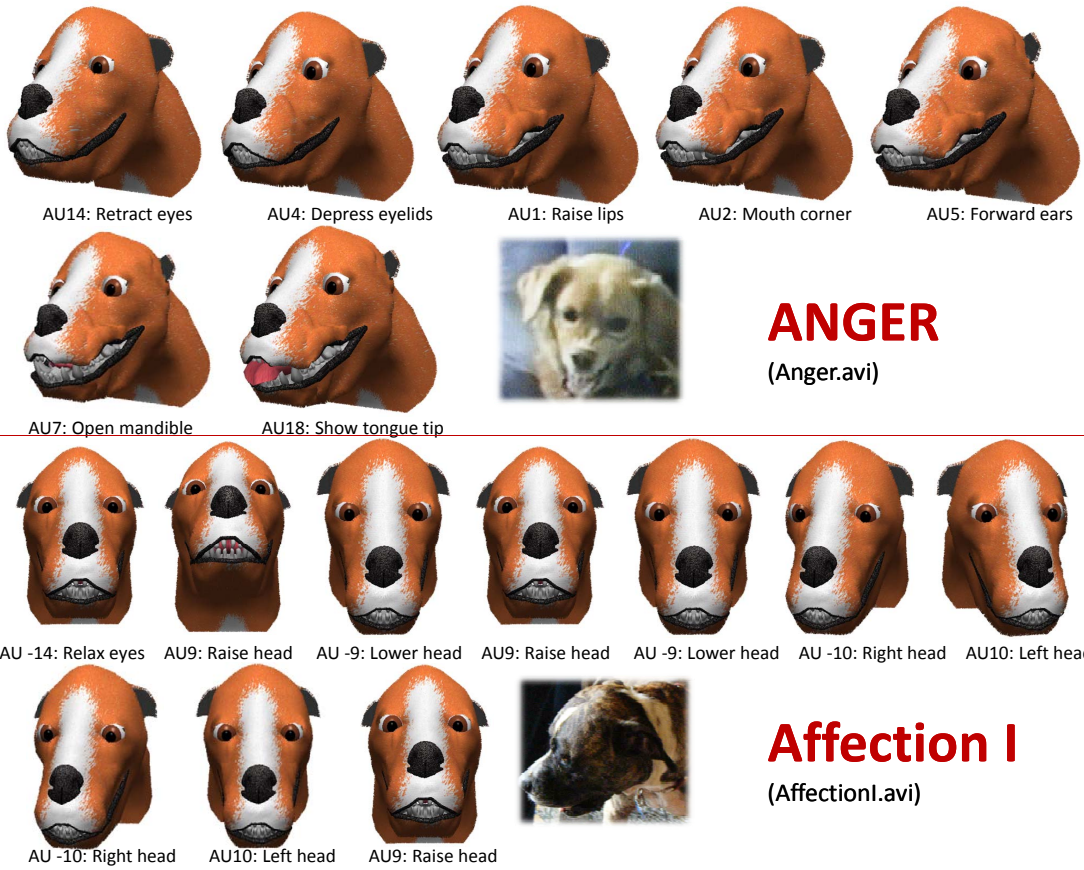 AU14: Retract eyes
AU4: Depress eyelids
AU1: Raise lips
AU2: Mouth corner
AU5: Forward ears
AU7: Open mandible
AU18: Show tongue tip
ANGER
(Anger.avi)
AU -14: Relax eyes
AU9: Raise head
AU -9: Lower head
AU9: Raise head
AU -9: Lower head
AU -10: Right head
AU10: Left head
AU -10: Right head
AU10: Left head
AU9: Raise head
Affection I
(AffectionI.avi)